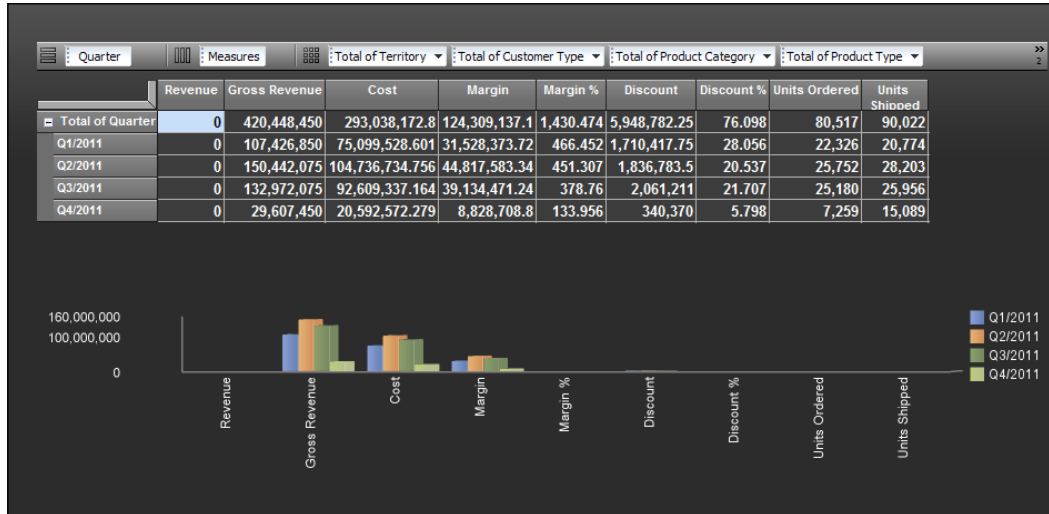 Quarter Measures Total of Territory Total of Customer Type Total of Product Category Total of Product Type » 2
Revenue Gross Revenue Cost Margin Margin % Discount Discount % Units Ordered Units Shipped
Total of Quarter 0 420,448,450 293,038,172.8 124,309,137.1 1,430.474 5,948,782.25 76.098 80,517 90,022
Q1/2011 0 107,426,850 75,099,528.601 31,528,373.72 466.452 1,710,417.75 28.056 22,326 20,774
Q2/2011 0 150,442,075 104,736,734.756 44,817,583.34 451.307 1,836,783.5 20.537 25,752 28,203
Q3/2011 0 132,972,075 92,609,337.164 39,134,471.24 378.76 2,061,211 21.707 25,180 25,956
Q4/2011 0 29,607,450 20,592,572.279 8,828,708.8 133.956 340,370 5.798 7,259 15,089
160,000,000
100,000,000
0
Revenue
Gross Revenue
Cost
Margin
Margin %
Discount
Discount %
Units Ordered
Units Shipped
Q1/2011
Q2/2011
Q3/2011
Q4/2011